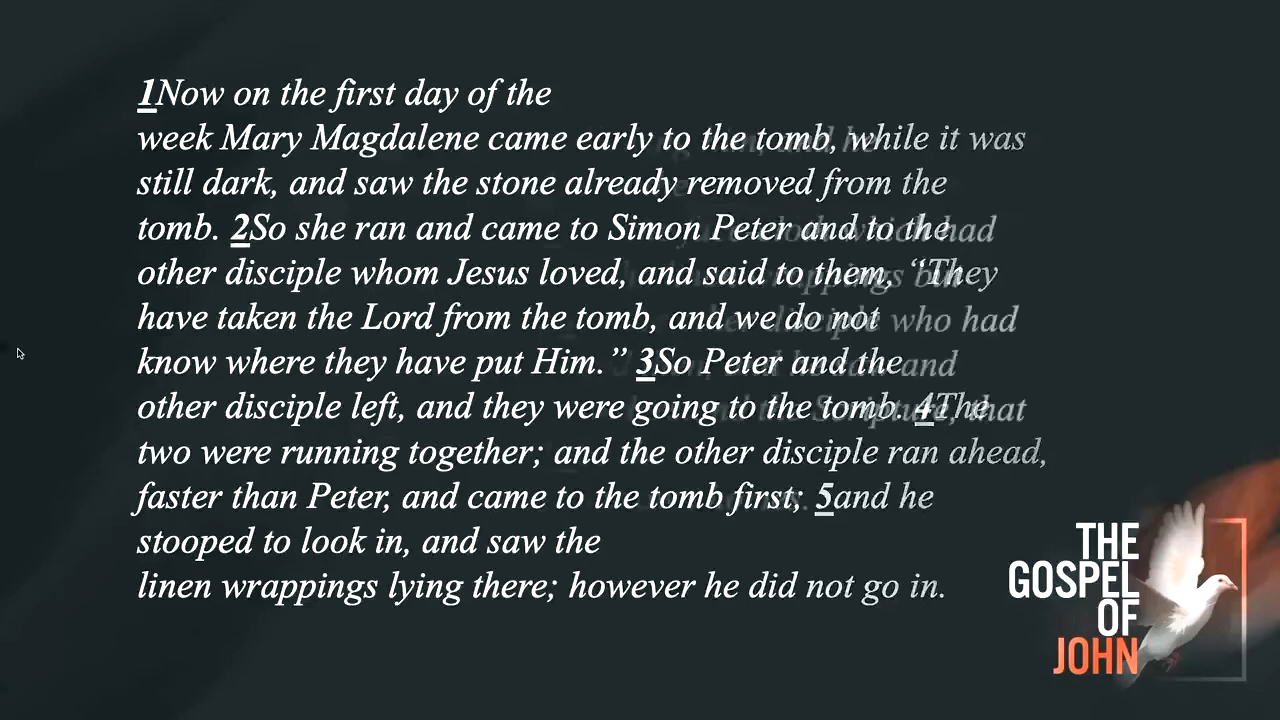 1Now on the first day of the
week Mary Magdalene came early to the tomb, while it was
still dark, and saw the stone already removed from the
tomb. 2So she ran and came to Simon Peter and to the
other disciple whom Jesus loved, and said to them, “They
have taken the Lord from the tomb, and we do not
know where they have put Him.” 3So Peter and the
other disciple left, and they were going to the tomb. 4The
two were running together; and the other disciple ran ahead,
faster than Peter, and came to the tomb first; 5and he
stooped to look in, and saw the
linen wrappings lying there; however he did not go in.
THE
GOSPEL
OF
JOHN